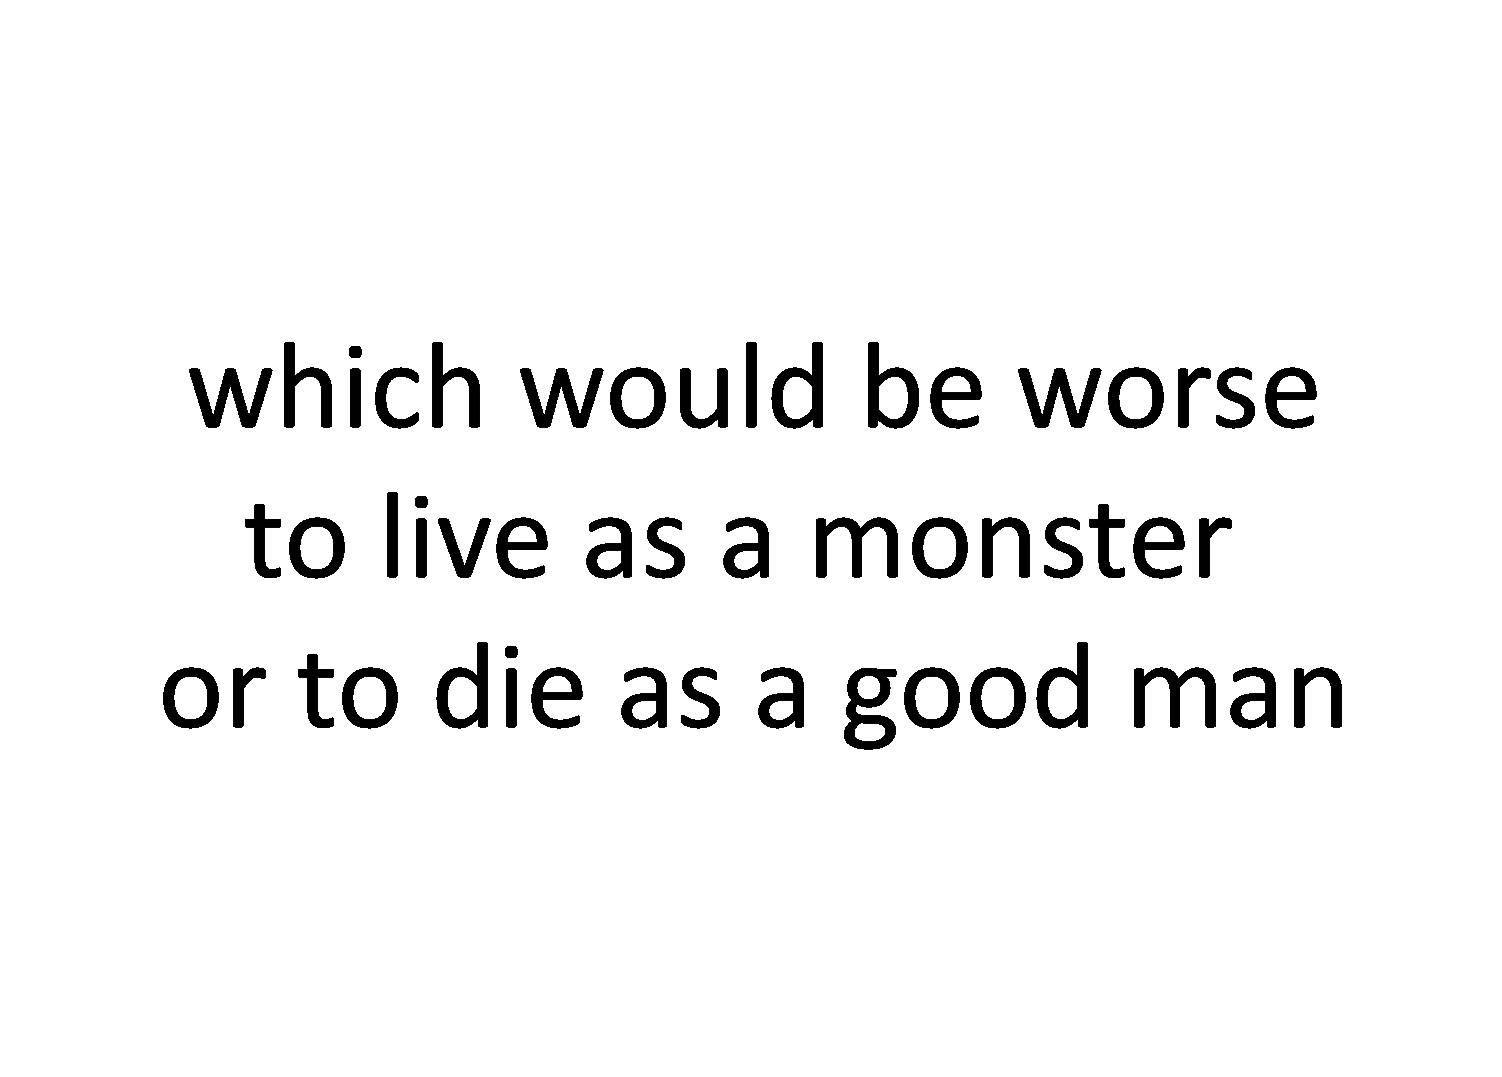 which would be worse
to live as a monster
or to die as a good man